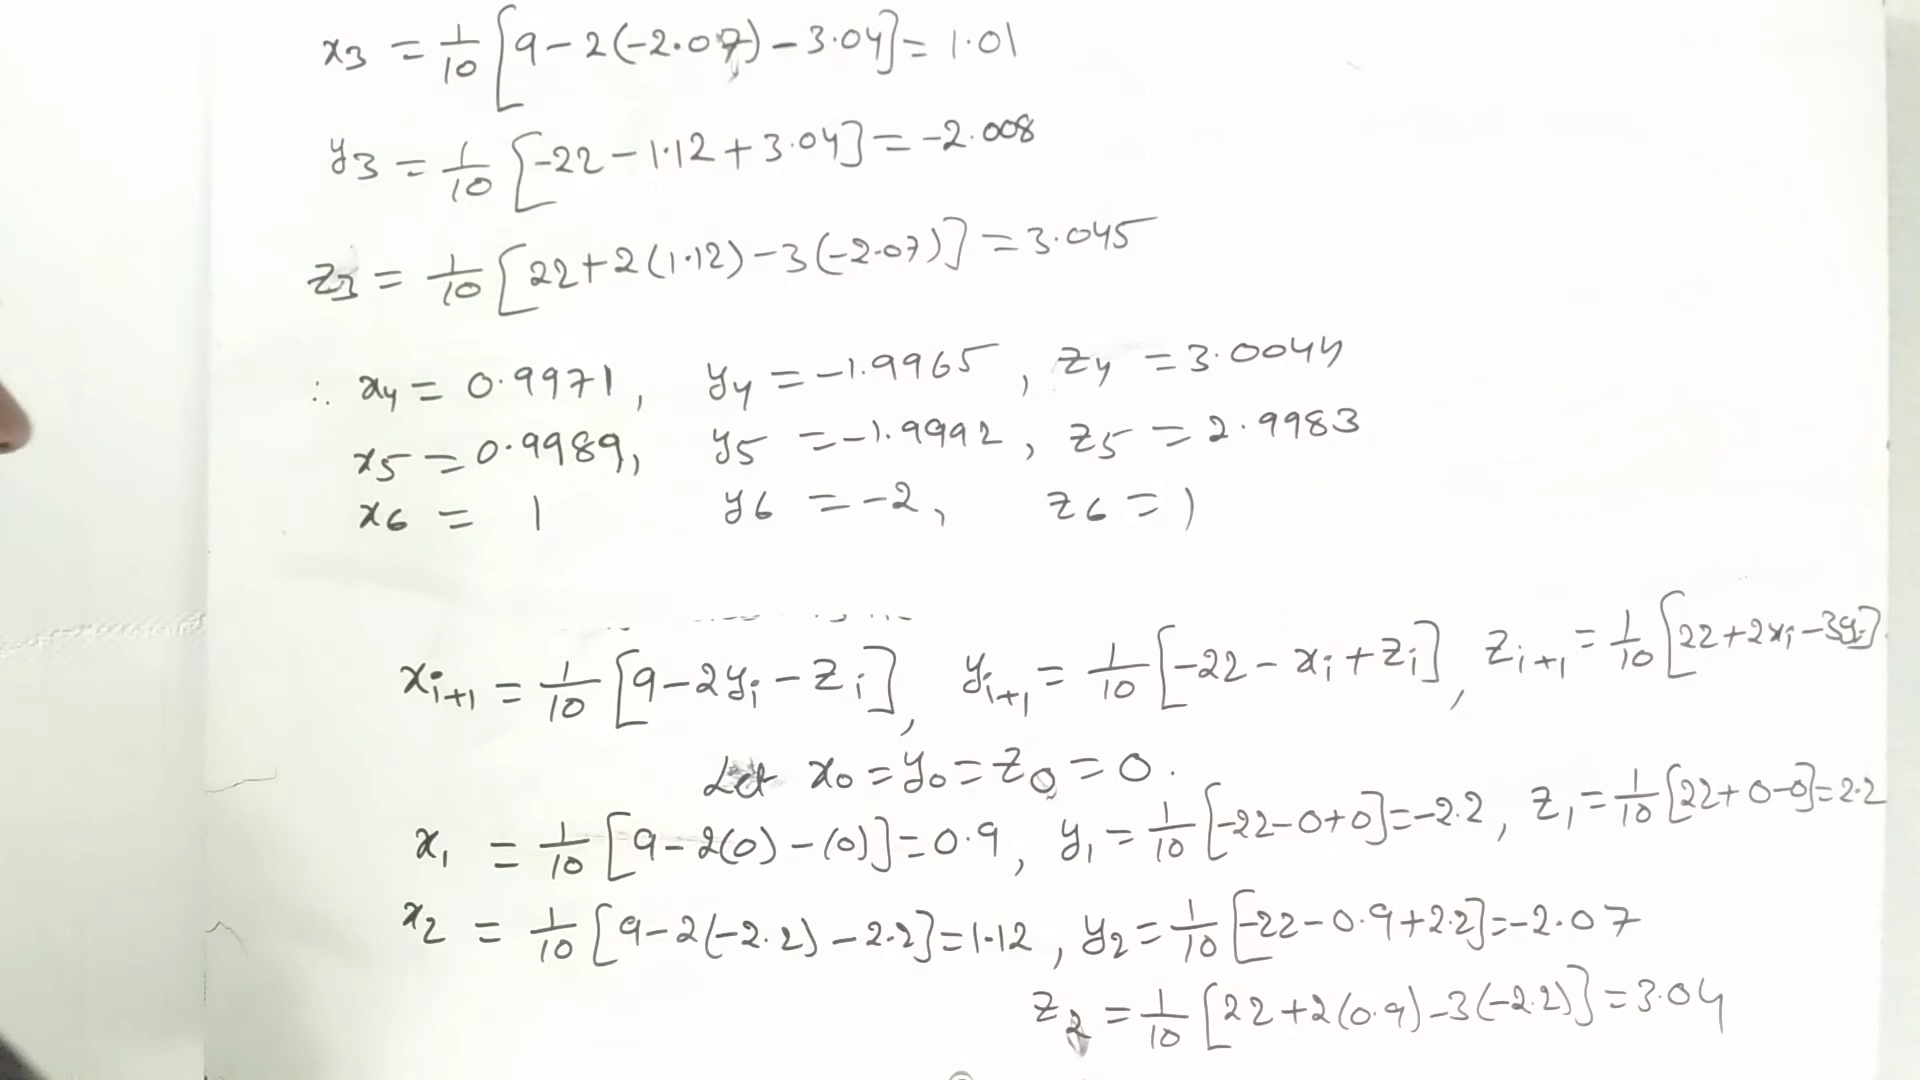 x3 = 1/10 [9 - 2(-2.07) - 3.04] = 1.01
y3 = 1/10 [-22 - 1.12 + 3.04] = -2.008
z3 = 1/10 [22 + 2(1.12) - 3(-2.07)] = 3.045
∴ x4 = 0.9971, y4 = -1.9965, z4 = 3.0044
x5 = 0.9989, y5 = -1.9992, z5 = 2.9983
x6 = 1 y6 = -2, z6 = 1
xi+1 = 1/10 [9 - 2yi - zi], yi+1 = 1/10 [-22 - xi + zi], zi+1 = 1/10 [22 + 2xi - 3yi]
Let x0 = y0 = z0 = 0.
x1 = 1/10 [9 - 2(0) - (0)] = 0.9, y1 = 1/10 [-22 - 0 + 0] = -2.2, z1 = 1/10 [22 + 0 - 0] = 2.2
x2 = 1/10 [9 - 2(-2.2) - 2.2] = 1.12, y2 = 1/10 [-22 - 0.9 + 2.2] = -2.07
z2 = 1/10 [22 + 2(0.9) - 3(-2.2)] = 3.04